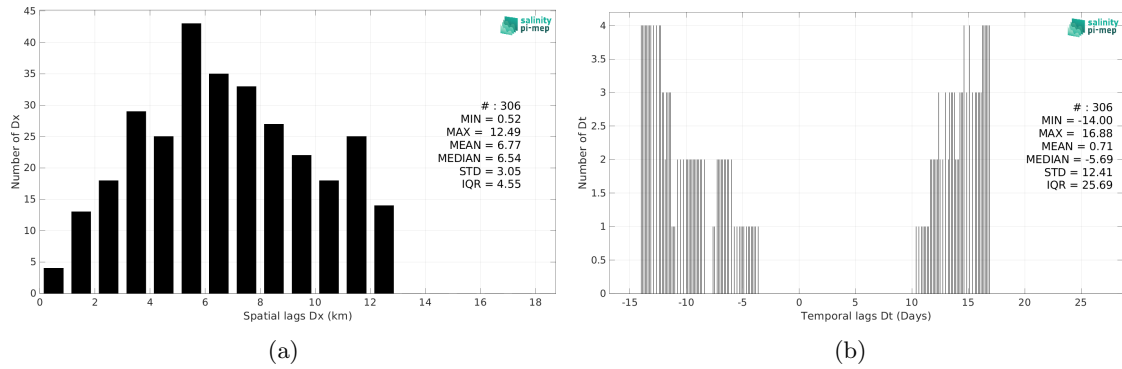 45
40
35
30
25
20
15
10
5
0
Number of Dx
0 2 4 6 8 10 12 14 16 18
Spatial lags Dx (km)
salinity
pi-mep
# : 306
MIN = 0.52
MAX = 12.49
MEAN = 6.77
MEDIAN = 6.54
STD = 3.05
IQR = 4.55
(a)
4
3.5
3
2.5
2
1.5
1
0.5
0
Number of Dt
-15 -10 -5 0 5 10 15 20 25
Temporal lags Dt (Days)
salinity
pi-mep
# : 306
MIN = -14.00
MAX = 16.88
MEAN = 0.71
MEDIAN = -5.69
STD = 12.41
IQR = 25.69
(b)